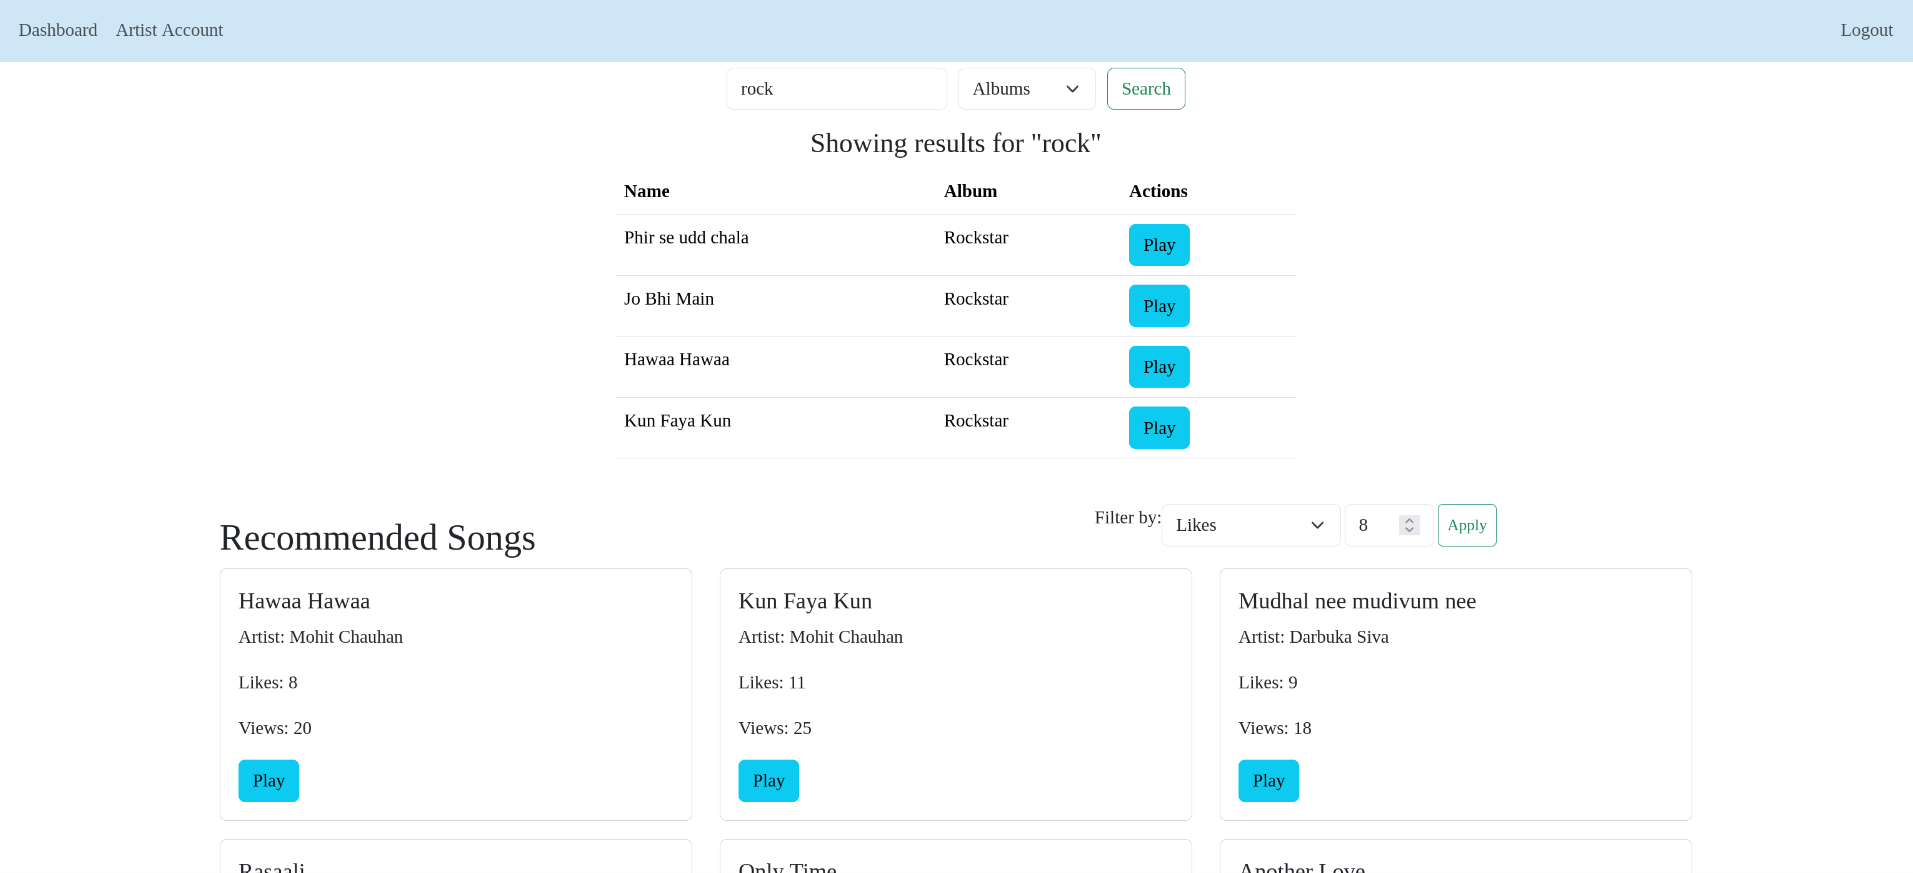 Dashboard Artist Account Logout
rock Albums Search
Showing results for "rock"
Name Album Actions
Phir se udd chala Rockstar Play
Jo Bhi Main Rockstar Play
Hawaa Hawaa Rockstar Play
Kun Faya Kun Rockstar Play
Recommended Songs Filter by: Likes 8 Apply
Hawaa Hawaa
Artist: Mohit Chauhan
Likes: 8
Views: 20
Play
Kun Faya Kun
Artist: Mohit Chauhan
Likes: 11
Views: 25
Play
Mudhal nee mudivum nee
Artist: Darbuka Siva
Likes: 9
Views: 18
Play
Rasaali
Only Time
Another Love